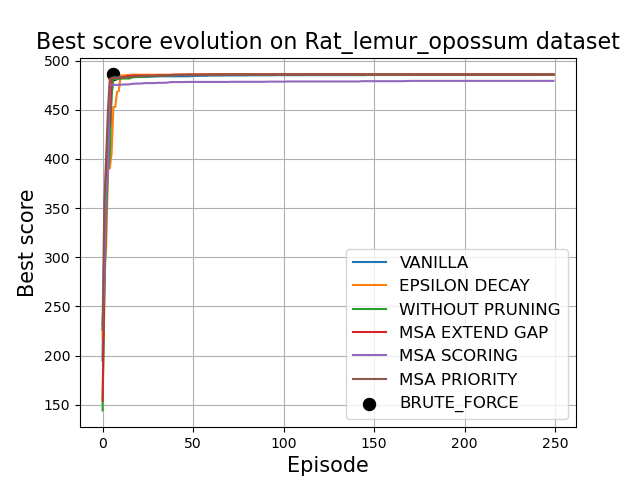 Best score evolution on Rat_lemur_opossum dataset
500
450
400
350
300
250
200
150
Best score
VANILLA
EPSILON DECAY
WITHOUT PRUNING
MSA EXTEND GAP
MSA SCORING
MSA PRIORITY
BRUTE_FORCE
0 50 100 150 200 250
Episode